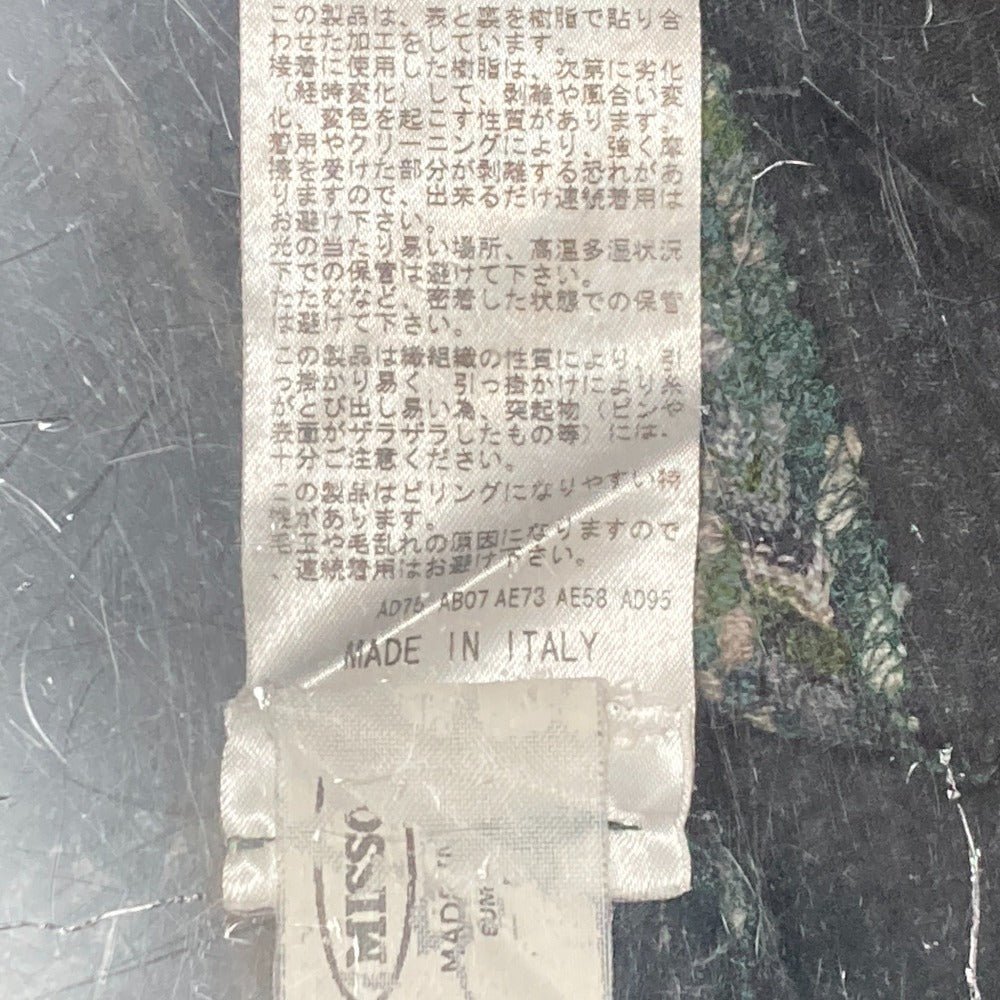 この製品は、表と裏を樹脂で貼り合
わせた加工をしています。
接着に使用した樹脂は、次第に劣化
（経時変化）して、剥離や風合い変
化、変色を起こす性質があります。
着用やクリーニングにより、強く摩
擦を受けた一部分が剥離する恐れがあ
りますので、出来るだけ連続着用は
お避け下さい。
光の当たり易い場所、高温多湿状況
下での保管は避けて下さい。
たたむなど、密着した状態での保管
は避けて下さい。
この製品は繊組織の性質により、引
っ掛かり易く、引っ掛かけにより糸
がとび出し易い為、突起物（ピンや
表面がザラザラしたもの等）には、
十分ご注意ください。
この製品はピリングになりやすい特
性があります。
毛玉や毛乱れの原因になりますので
、連続着用はお避け下さい。
AD75 AB07 AE73 AE58 AD95
MADE IN ITALY
MISSO
MADE